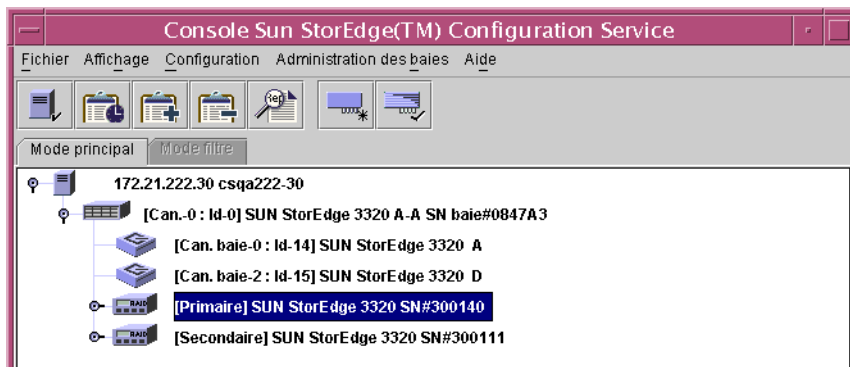 Console Sun StorEdge(TM) Configuration Service
Fichier Affichage Configuration Administration des baies Aide
Rep
Mode principal Mode filtre
172.21.222.30 csqa222-30
[Can.-0 : Id-0] SUN StorEdge 3320 A-A SN baie#0847A3
[Can. baie-0 : Id-14] SUN StorEdge 3320 A
[Can. baie-2 : Id-15] SUN StorEdge 3320 D
RAID [Primaire] SUN StorEdge 3320 SN#300140
RAID [Secondaire] SUN StorEdge 3320 SN#300111